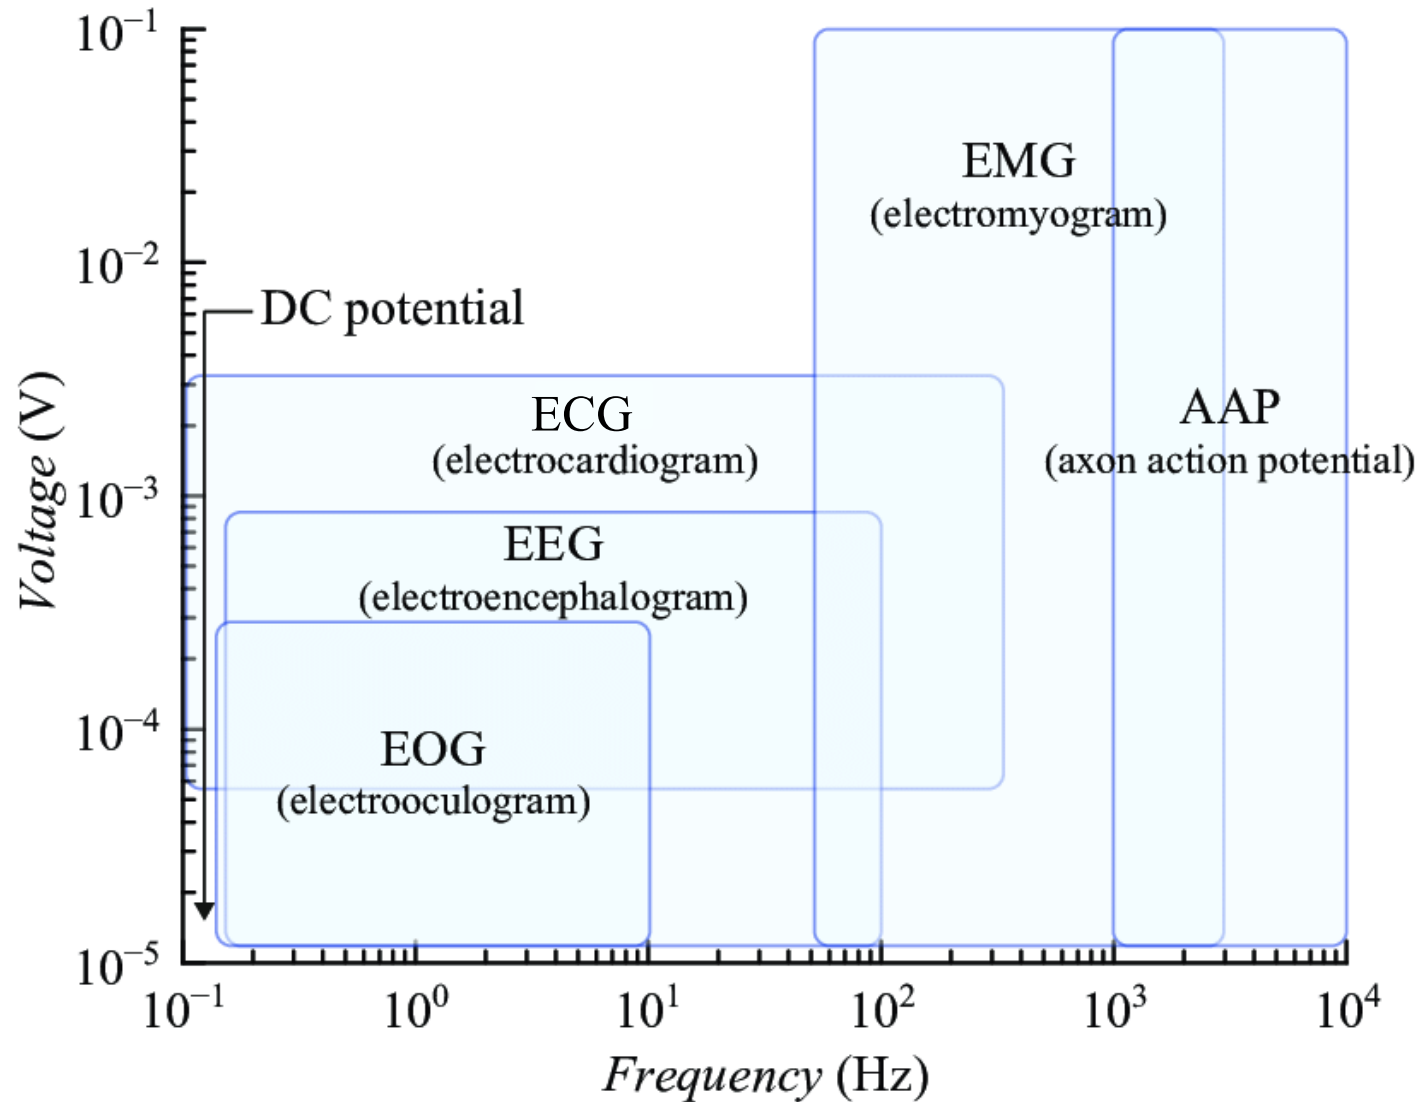 10⁻¹
EMG
(electromyogram)
10⁻²
DC potential
ECG
(electrocardiogram)
AAP
(axon action potential)
10⁻³
Voltage (V)
EEG
(electroencephalogram)
10⁻⁴
EOG
(electrooculogram)
10⁻⁵
10⁻¹ 10⁰ 10¹ 10² 10³ 10⁴
Frequency (Hz)